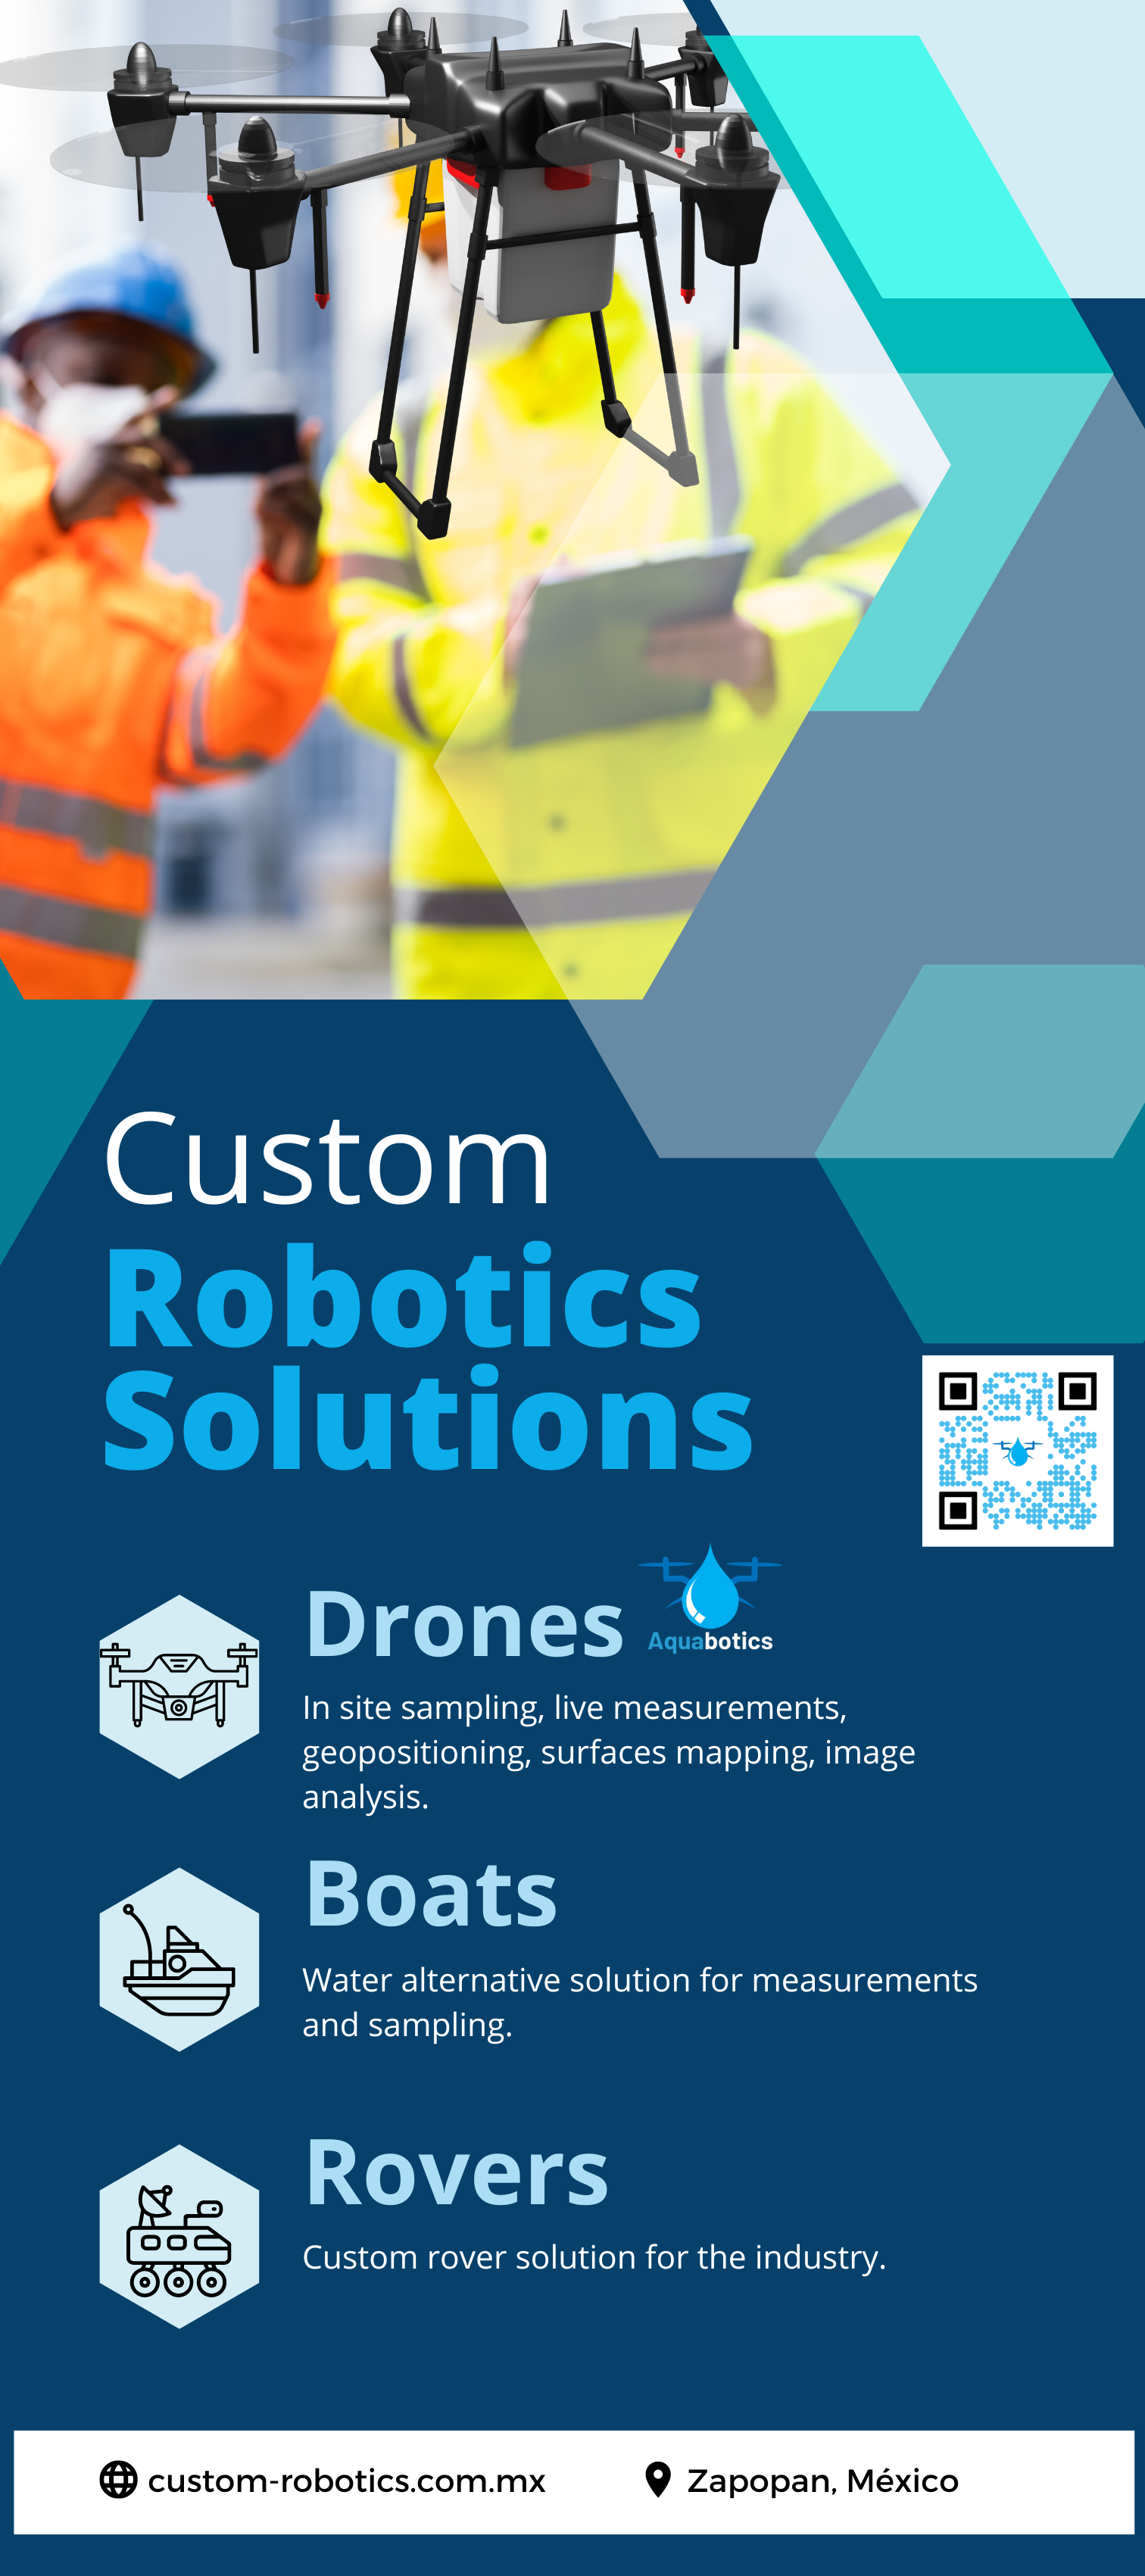 Custom
Robotics
Solutions
Drones
Aquabotics
In site sampling, live measurements,
geopositioning, surfaces mapping, image
analysis.
Boats
Water alternative solution for measurements
and sampling.
Rovers
Custom rover solution for the industry.
custom-robotics.com.mx
Zapopan, México